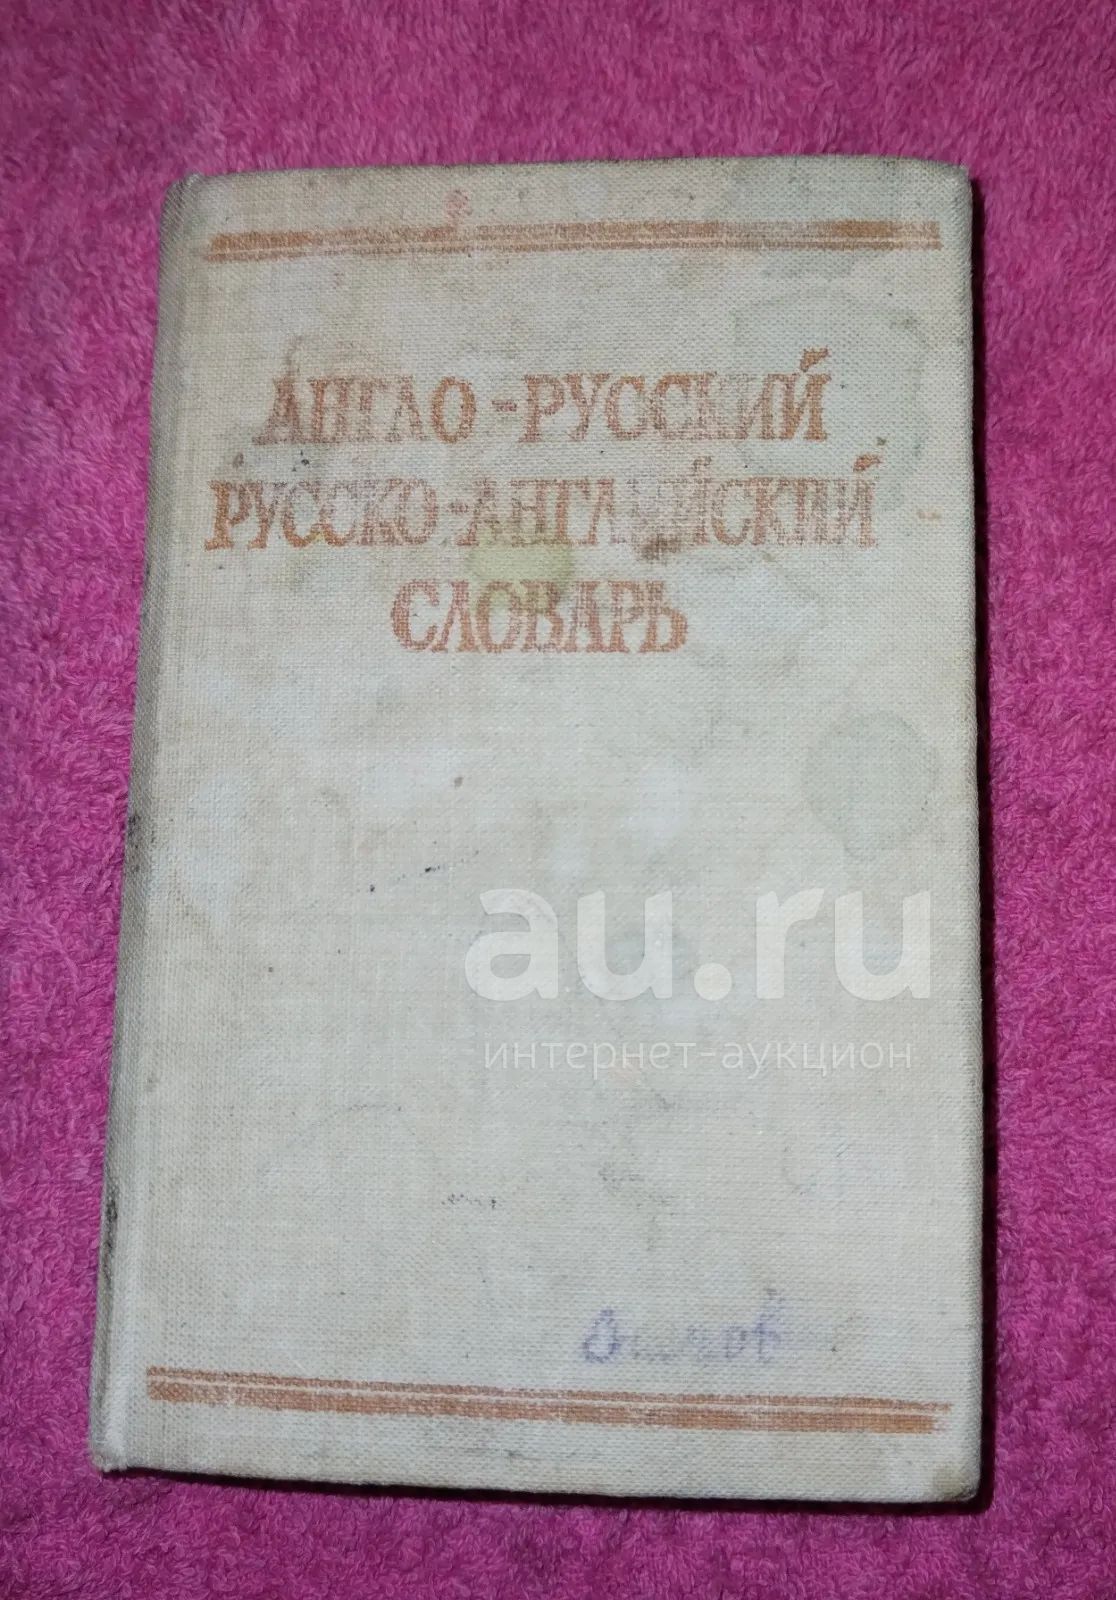 Англо-русский
русско-английский
словарь
au.ru
интернет-аукцион